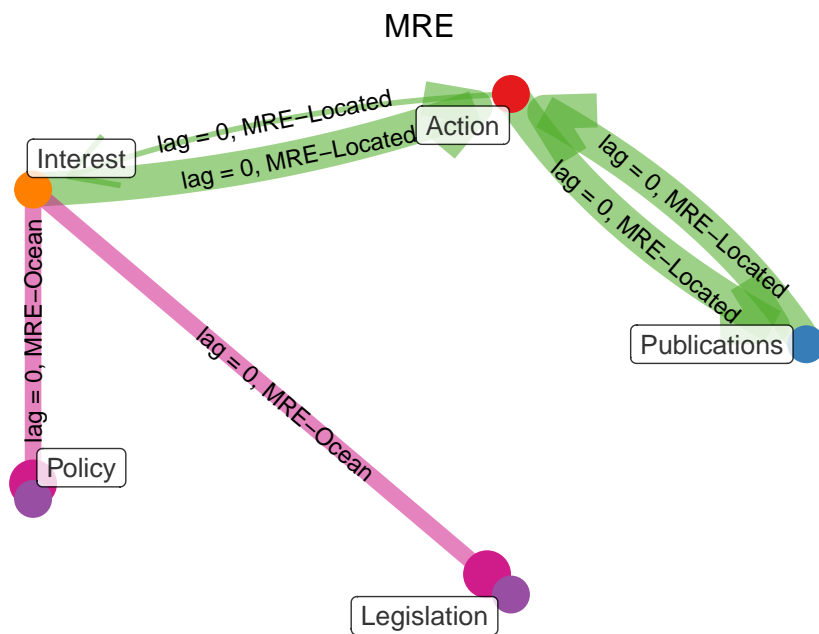 MRE
lag = 0, MRE−Located
Action
Interest
lag = 0, MRE−Located
lag = 0, MRE−Located
lag = 0, MRE−Located
lag = 0, MRE−Ocean
Publications
lag = 0, MRE−Ocean
Policy
Legislation